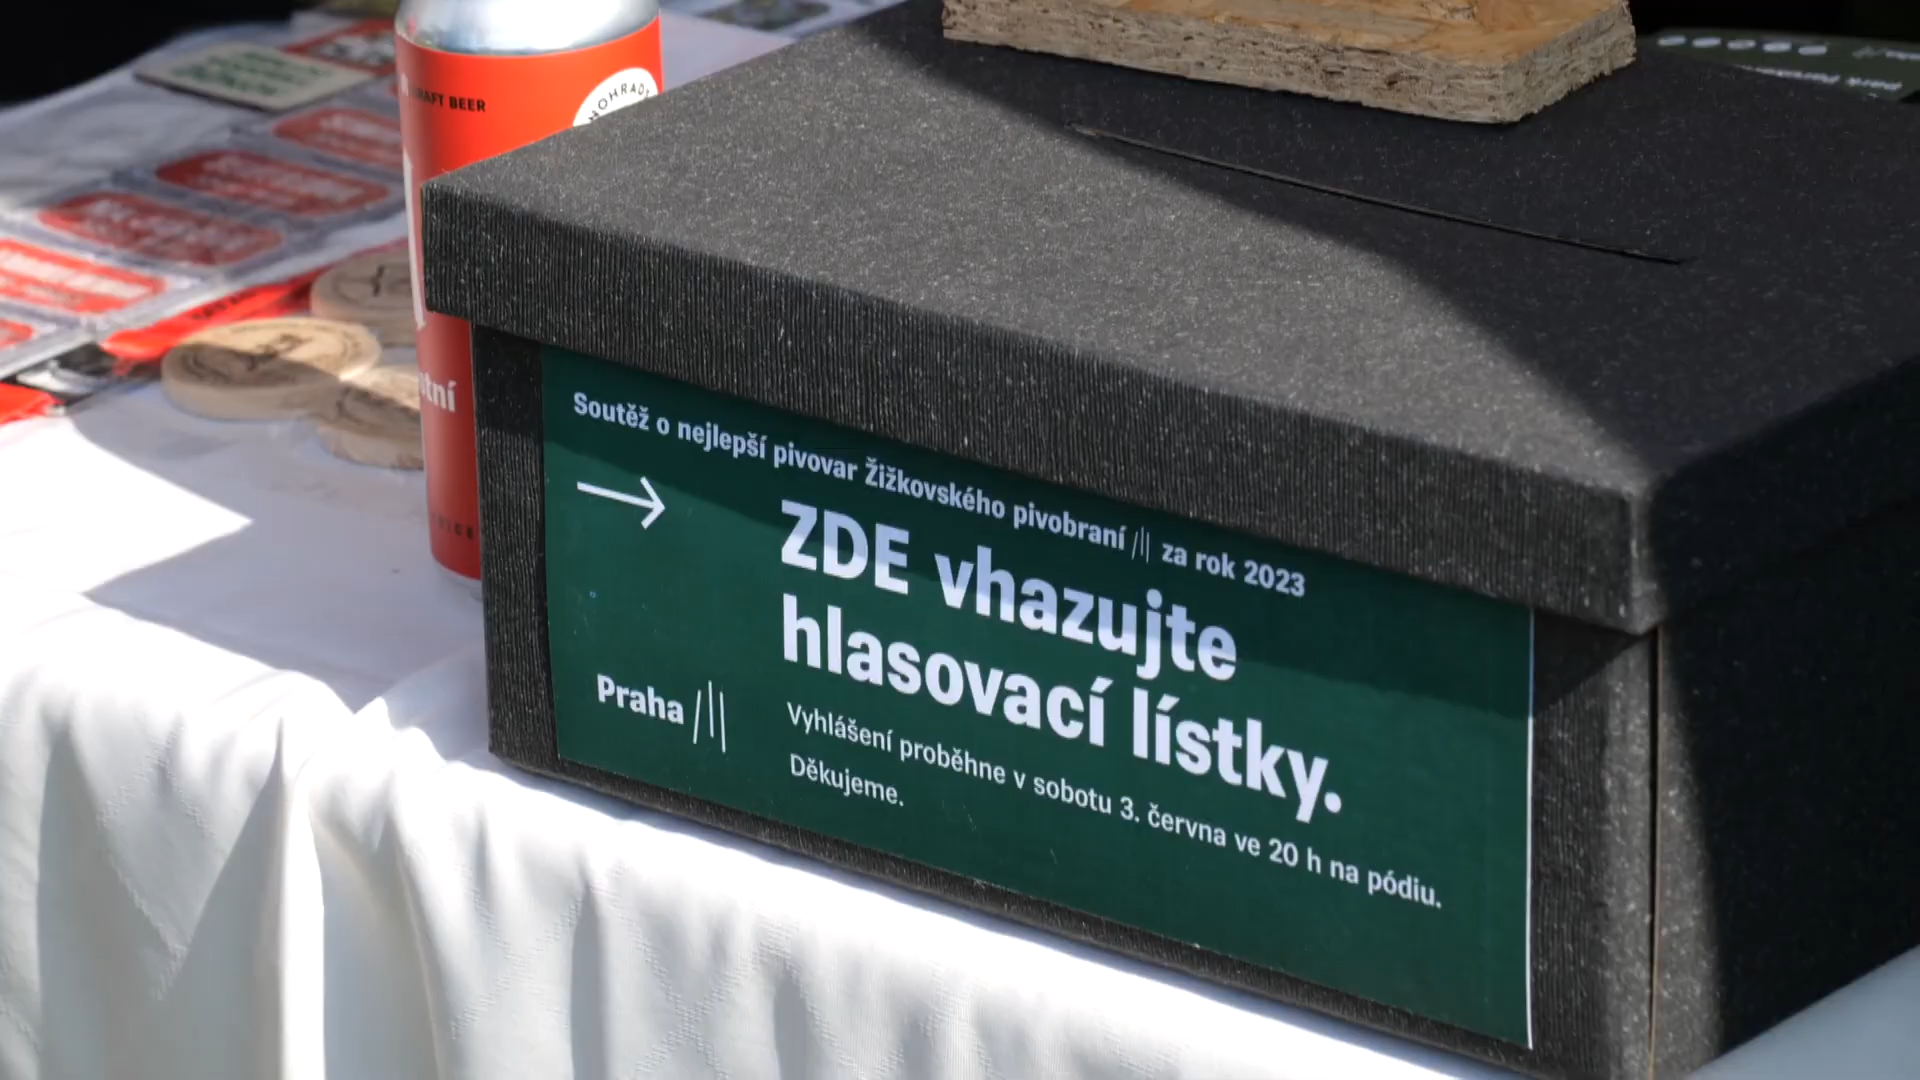 CRAFT BEER
Soutěž o nejlepší pivovar Žižkovského pivobraní za rok 2023
→ ZDE vhazujte
hlasovací lístky.
Praha
Vyhlášení proběhne v sobotu 3. června ve 20 h na pódiu.
Děkujeme.